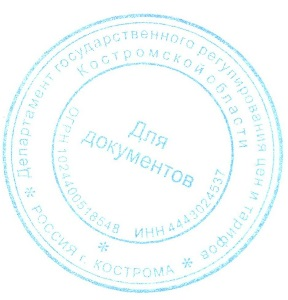 Департамент государственного регулирования цен и тарифов
Костромской области
* РОССИЯ г. КОСТРОМА *
ОГРН 1024400518548 ИНН 4443024537 *
Для
документов